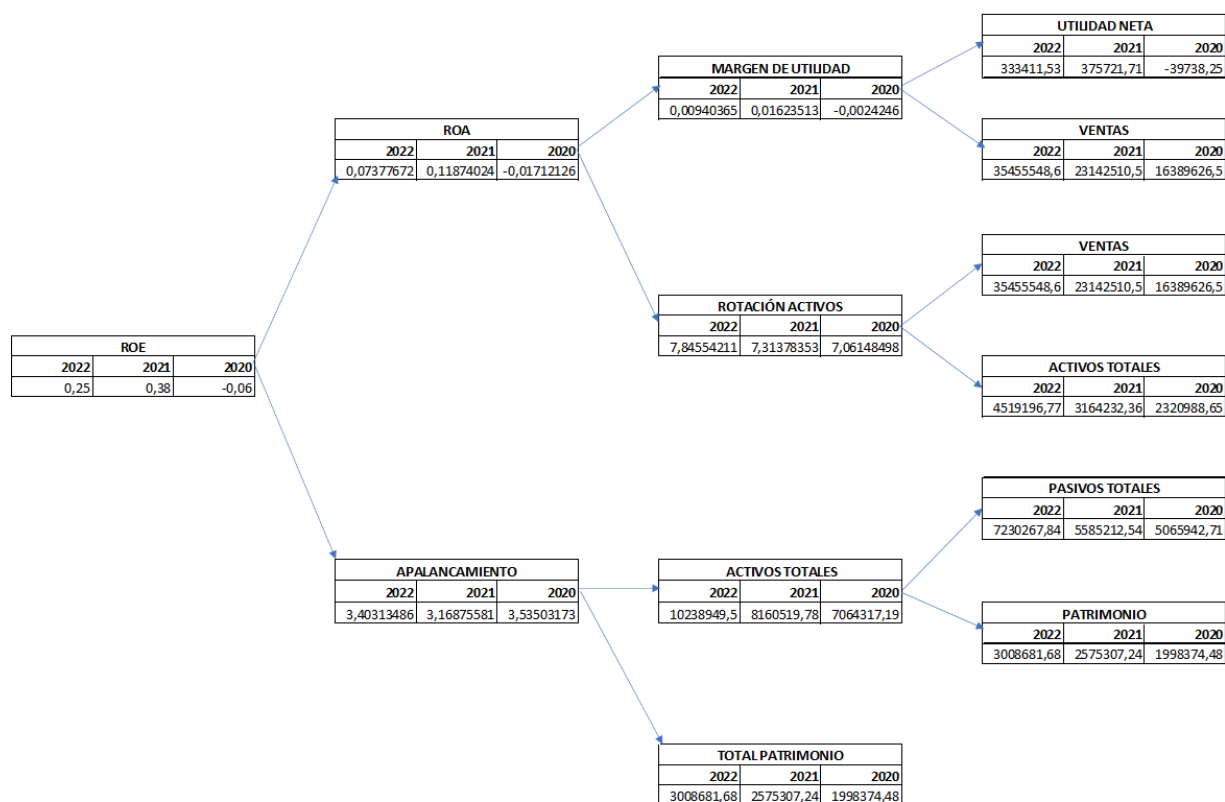 UTILIDAD NETA
2022 2021 2020
333411,53 375721,71 -39738,25
MARGEN DE UTILIDAD
2022 2021 2020
0,00940365 0,01623513 -0,0024246
VENTAS
2022 2021 2020
35455548,6 23142510,5 16389626,5
ROA
2022 2021 2020
0,07377672 0,11874024 -0,01712126
VENTAS
2022 2021 2020
35455548,6 23142510,5 16389626,5
ROTACIÓN ACTIVOS
2022 2021 2020
7,84554211 7,31378353 7,06148498
ROE
2022 2021 2020
0,25 0,38 -0,06
ACTIVOS TOTALES
2022 2021 2020
4519196,77 3164232,36 2320988,65
PASIVOS TOTALES
2022 2021 2020
7230267,84 5585212,54 5065942,71
APALANCAMIENTO
2022 2021 2020
3,40313486 3,16875581 3,53503173
ACTIVOS TOTALES
2022 2021 2020
10238949,5 8160519,78 7064317,19
PATRIMONIO
2022 2021 2020
3008681,68 2575307,24 1998374,48
TOTAL PATRIMONIO
2022 2021 2020
3008681,68 2575307,24 1998374,48